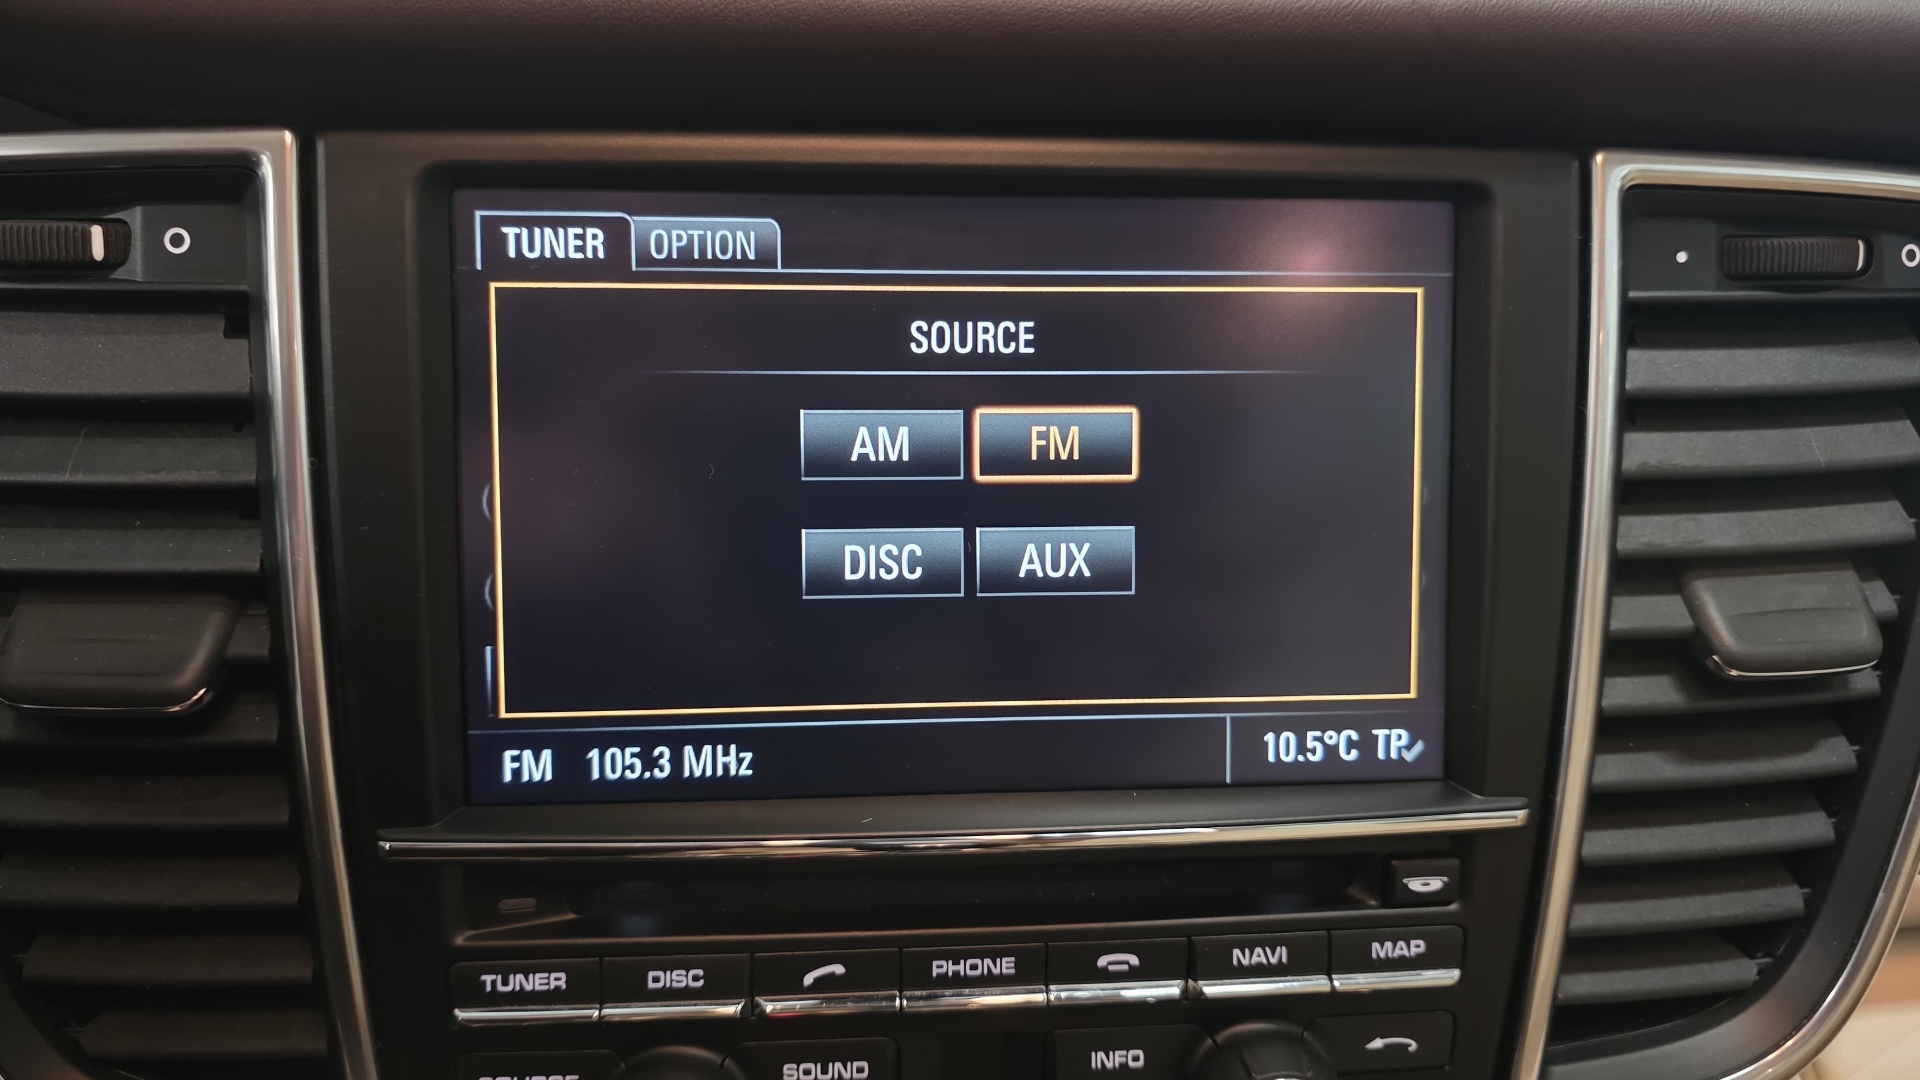 TUNER OPTION
SOURCE
AM FM
DISC AUX
FM 105.3 MHz 10.5°C TP
TUNER DISC PHONE NAVI MAP
SOURCE SOUND INFO